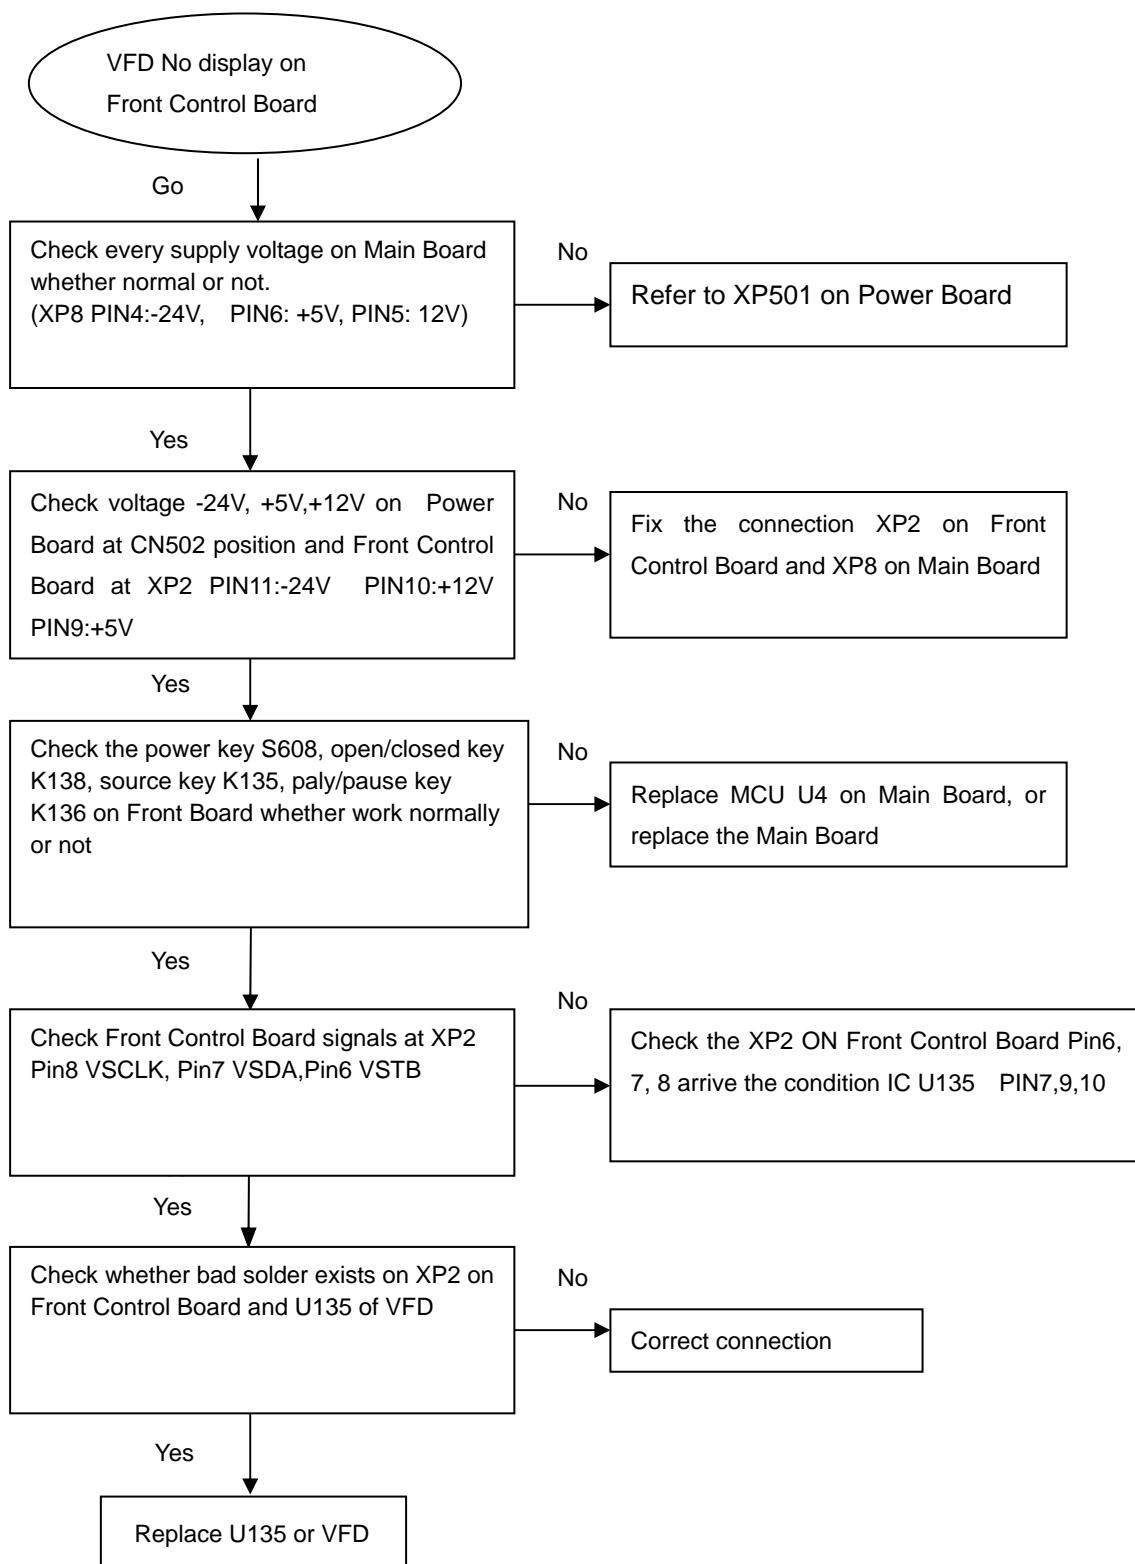 VFD No display on
Front Control Board
Go
Check every supply voltage on Main Board
whether normal or not.
(XP8 PIN4:-24V, PIN6: +5V, PIN5: 12V)
No
Refer to XP501 on Power Board
Yes
Check voltage -24V, +5V,+12V on Power
Board at CN502 position and Front Control
Board at XP2 PIN11:-24V PIN10:+12V
PIN9:+5V
No
Fix the connection XP2 on Front
Control Board and XP8 on Main Board
Yes
Check the power key S608, open/closed key
K138, source key K135, paly/pause key
K136 on Front Board whether work normally
or not
No
Replace MCU U4 on Main Board, or
replace the Main Board
Yes
Check Front Control Board signals at XP2
Pin8 VSCLK, Pin7 VSDA,Pin6 VSTB
No
Check the XP2 ON Front Control Board Pin6,
7, 8 arrive the condition IC U135 PIN7,9,10
Yes
Check whether bad solder exists on XP2 on
Front Control Board and U135 of VFD
No
Correct connection
Yes
Replace U135 or VFD